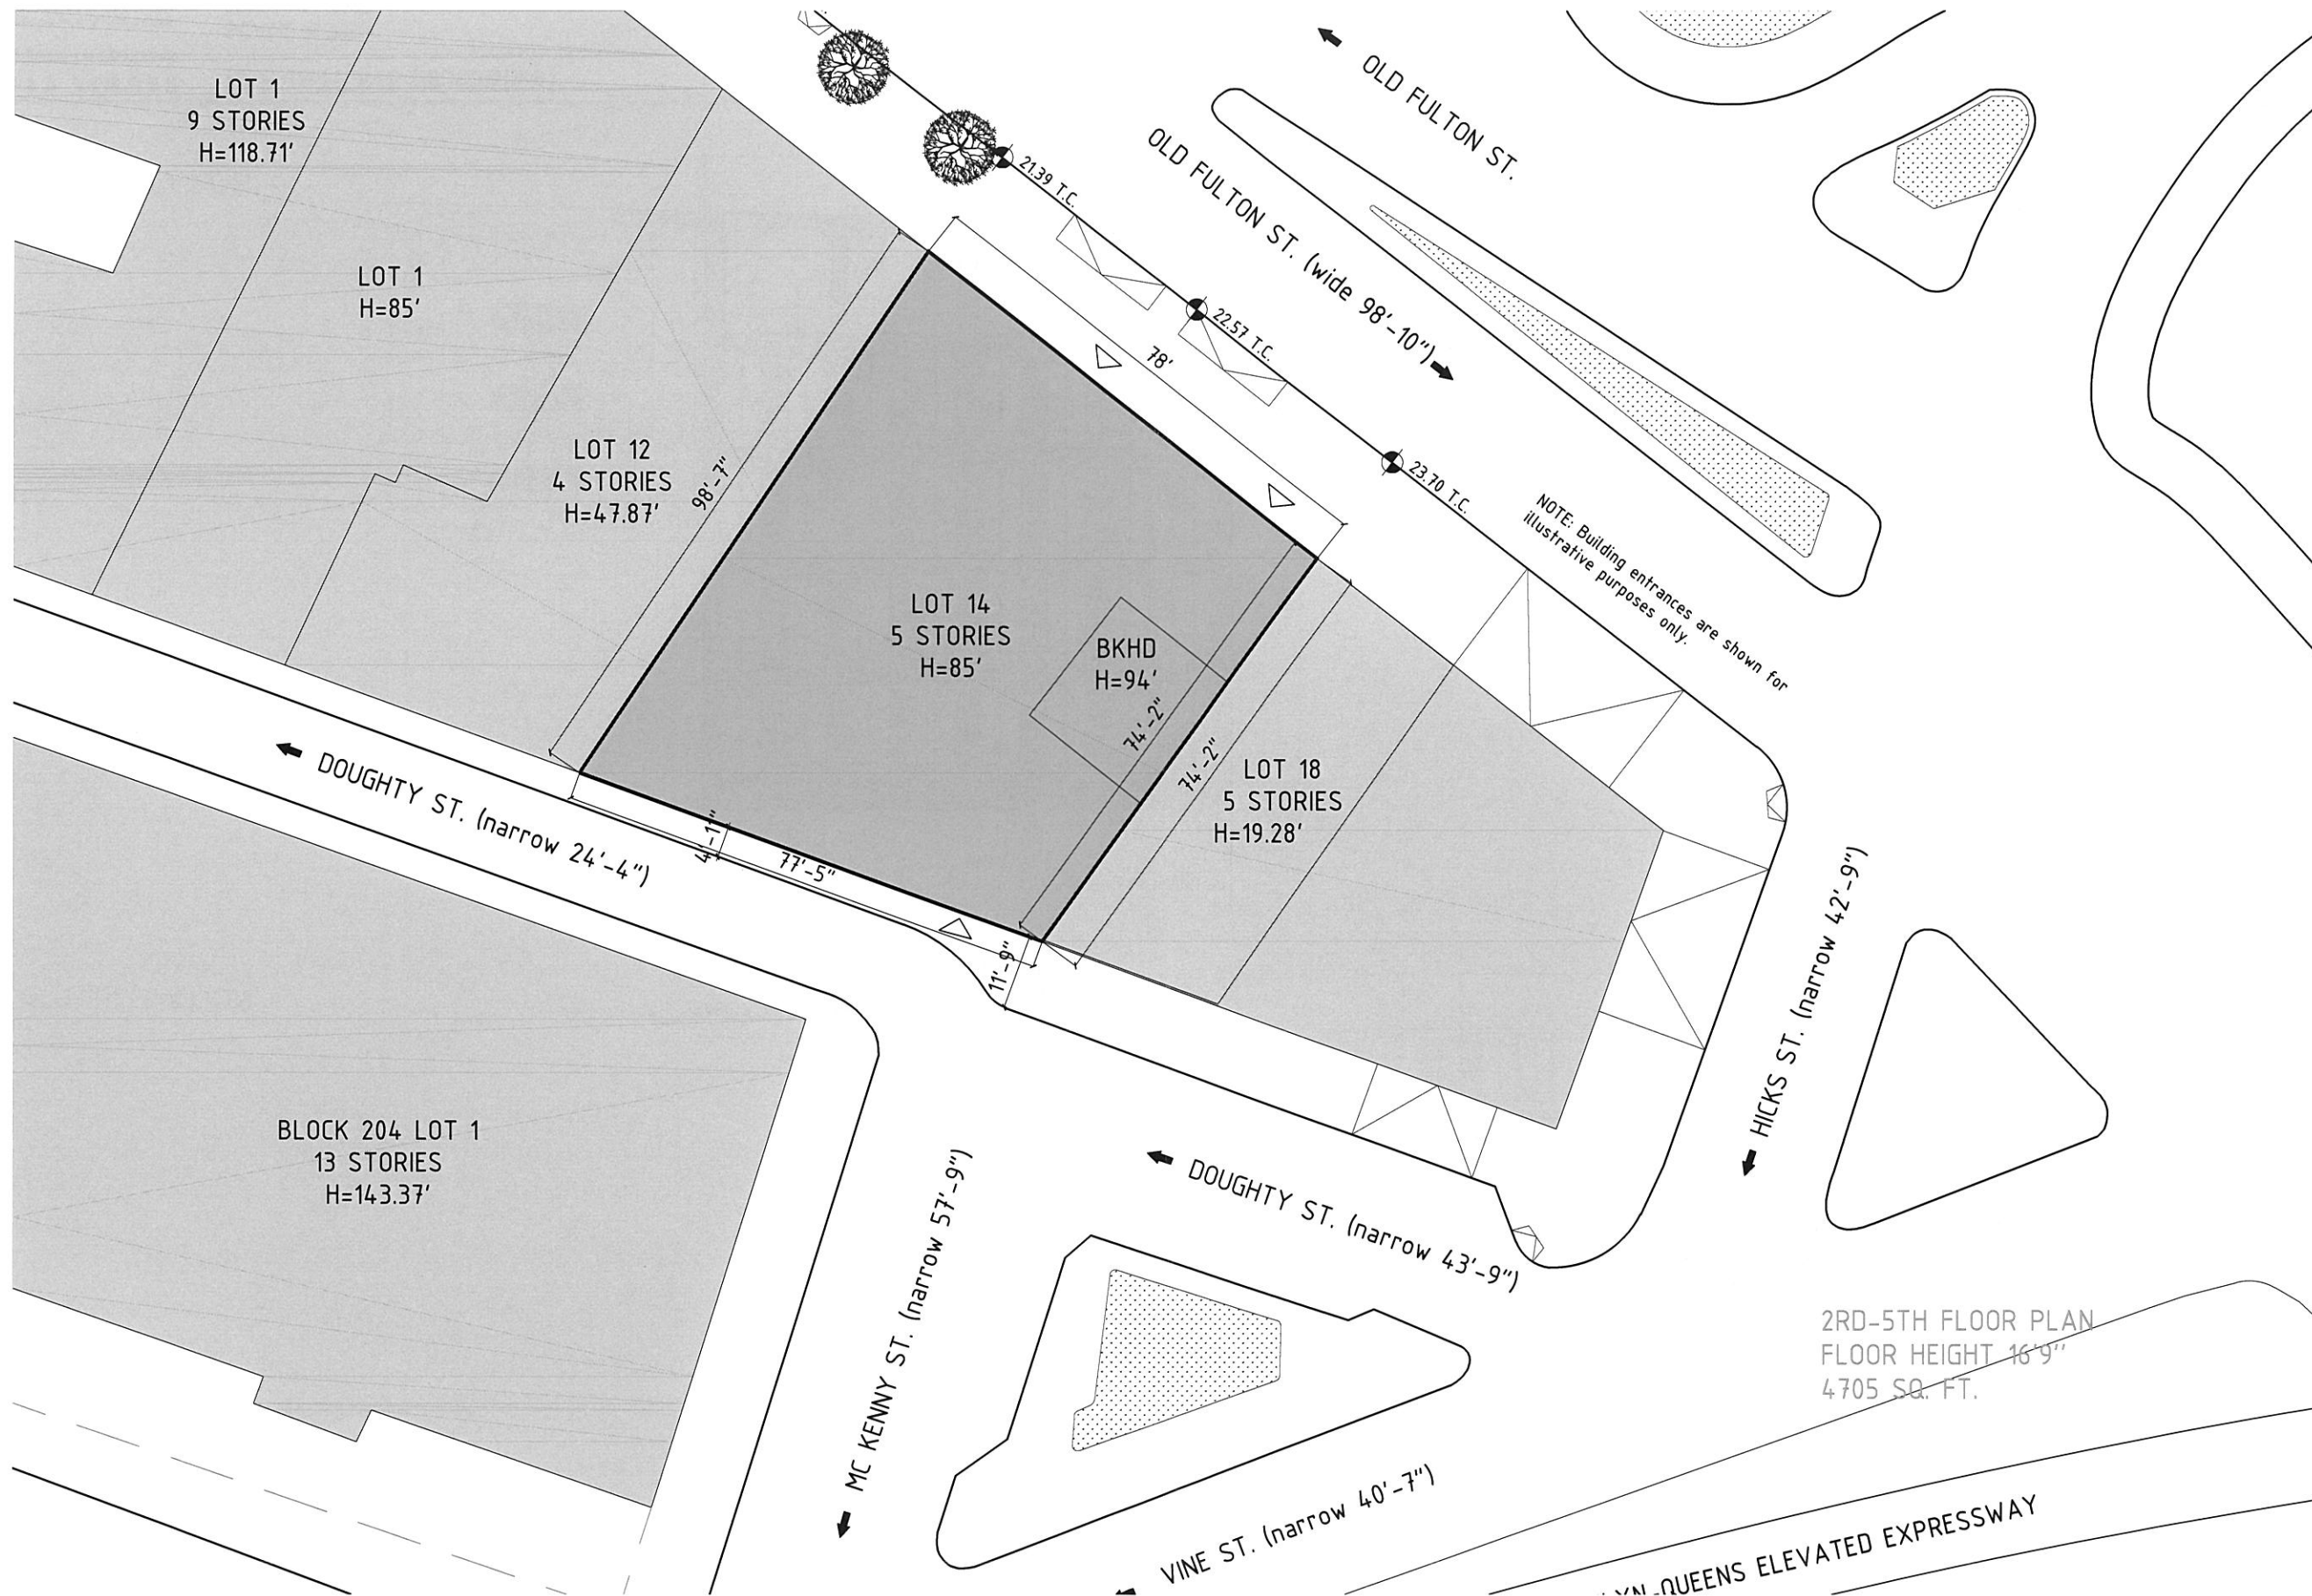 LOT 1
9 STORIES
H=118.71'
LOT 1
H=85'
LOT 12
4 STORIES
H=47.87'
98'-7"
OLD FULTON ST.
OLD FULTON ST. (wide 98'-10")
21.39 T.C.
22.57 T.C.
78'
23.70 T.C.
NOTE: Building entrances are shown for
illustrative purposes only.
LOT 14
5 STORIES
H=85'
BKHD
H=94'
74'-2"
74'-2"
LOT 18
5 STORIES
H=19.28'
DOUGHTY ST. (narrow 24'-4")
4'-11"
77'-5"
11'-9"
HICKS ST. (narrow 42'-9")
BLOCK 204 LOT 1
13 STORIES
H=143.37'
MC KENNY ST. (narrow 57'-9")
DOUGHTY ST. (narrow 43'-9")
2RD-5TH FLOOR PLAN
FLOOR HEIGHT 16'9''
4705 SQ. FT.
VINE ST. (narrow 40'-7")
YN-QUEENS ELEVATED EXPRESSWAY